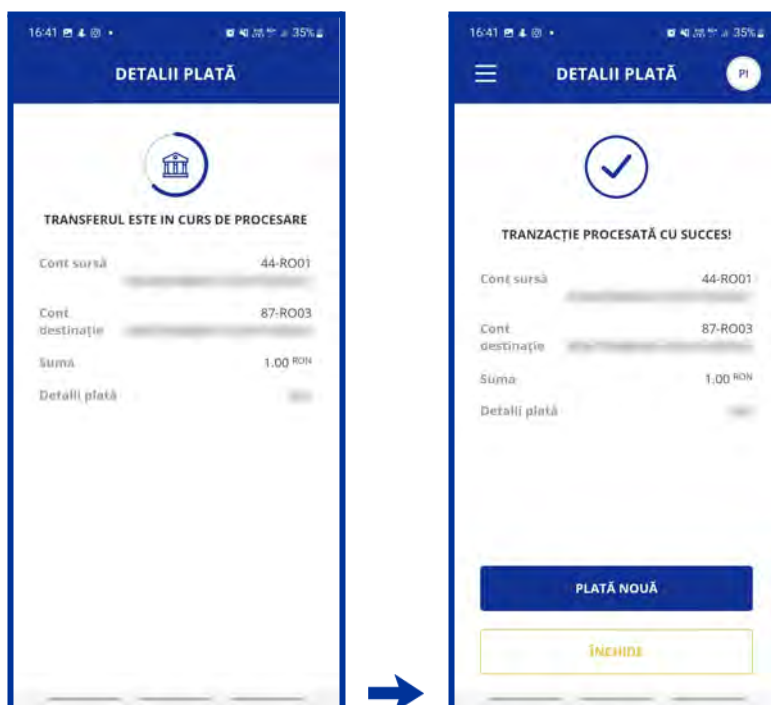 16:41
35%
DETALII PLATĂ
TRANSFERUL ESTE IN CURS DE PROCESARE
Cont sursă 44-RO01
Cont 87-RO03
destinație
Suma 1.00 RON
Detalii plată
16:41
35%
DETALII PLATĂ PI
TRANZACȚIE PROCESATĂ CU SUCCES!
Cont sursă 44-RO01
Cont 87-RO03
destinație
Suma 1.00 RON
Detalii plată
PLATĂ NOUĂ
ÎNCHIDE